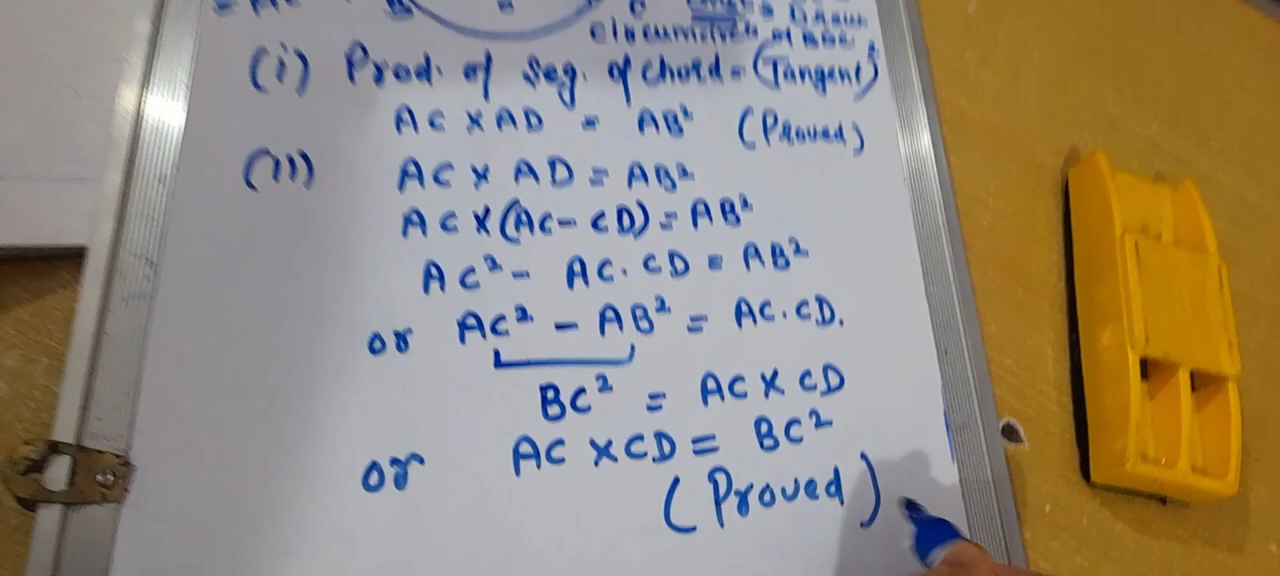 (i) Prod. of Seg. of chord = (Tangent)²
AC X AD = AB² (Proved)
(ii) AC X AD = AB²
AC X (AC - CD) = AB²
AC² - AC. CD = AB²
or AC² - AB² = AC.CD.
BC² = AC X CD
or AC X CD = BC²
(Proved)